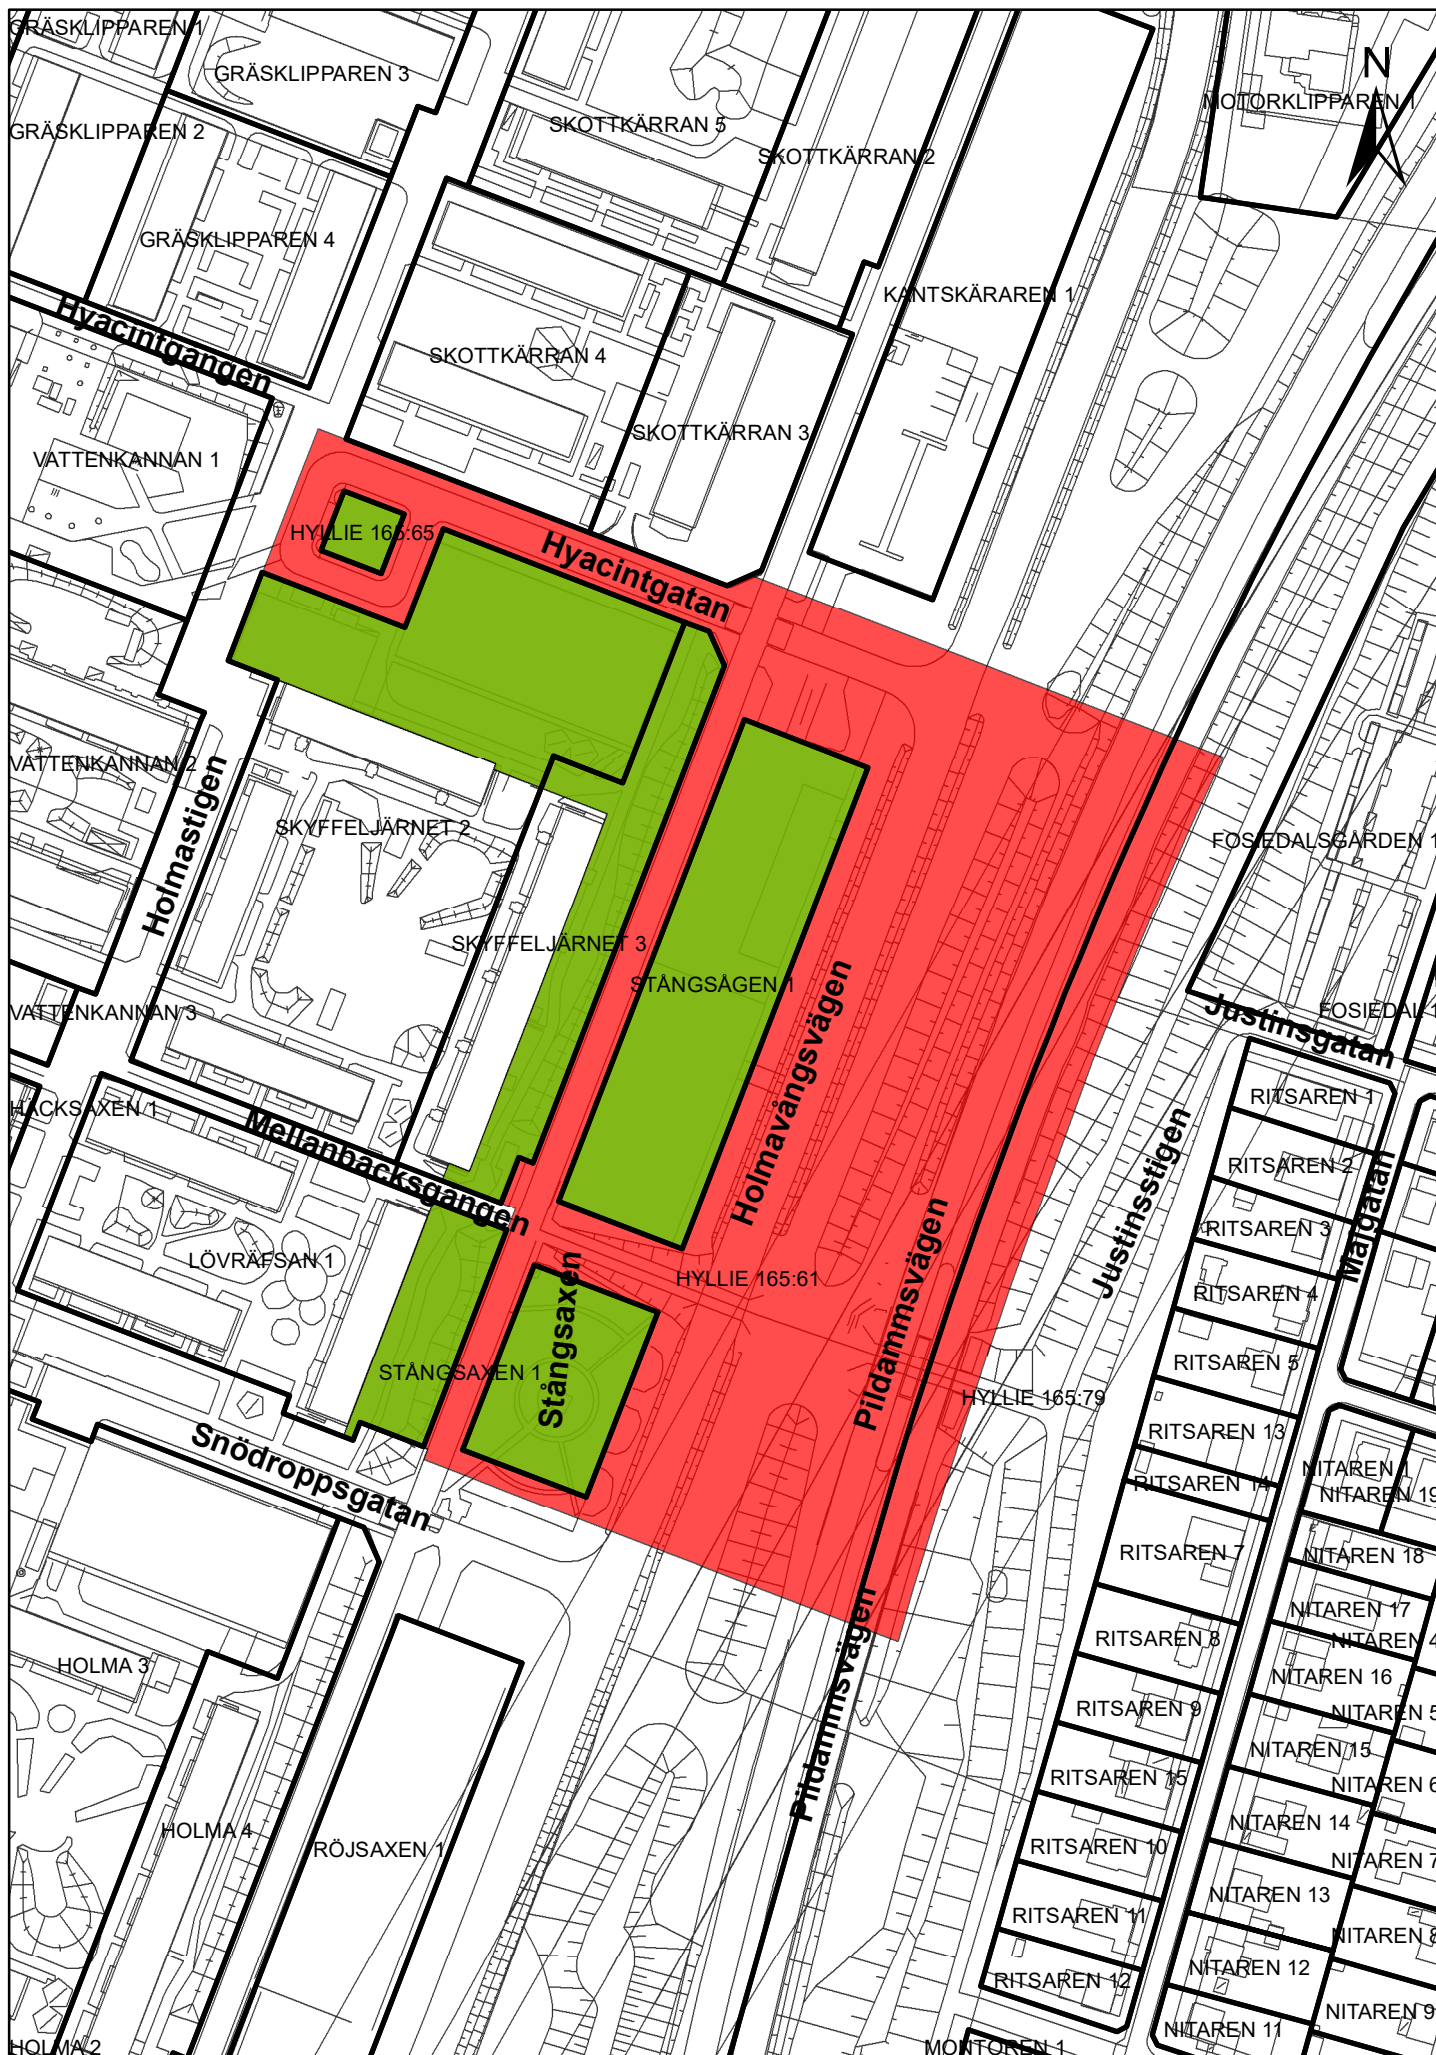 GRÄSKLIPPAREN 1
GRÄSKLIPPAREN 3
N
MOTORKLIPPAREN 1
GRÄSKLIPPAREN 2
SKOTTKÄRRAN 5
SKOTTKÄRRAN 2
GRÄSKLIPPAREN 4
KANTSKÄRAREN 1
Hyacintgången
SKOTTKÄRRAN 4
SKOTTKÄRRAN 3
VATTENKANNAN 1
HYLLIE 165:65
Hyacintgatan
VATTENKANNAN 2
Holmastigen
SKYFFELJÄRNET 2
FOSIEDALSGÅRDEN 1
SKYFFELJÄRNET 3
STÅNGSÅGEN 1
Holmavångsvägen
VATTENKANNAN 3
Justinsgatan
FOSIEDAL 1
HÄCKSAXEN 1
Mellanbäcksgången
RITSAREN 1
RITSAREN 2
Justinsstigen
Majgatan
RITSAREN 3
LÖVRÄFSAN 1
HYLLIE 165:61
RITSAREN 4
Stångsaxen
Pildammsvägen
STÅNGSAXEN 1
RITSAREN 5
HYLLIE 165:79
RITSAREN 13
Snödroppsgatan
NITAREN 1
RITSAREN 14
NITAREN 19
RITSAREN 7
NITAREN 18
NITAREN 17
RITSAREN 8
NITAREN 4
HOLMA 3
NITAREN 16
Pildammsvägen
RITSAREN 9
NITAREN 5
NITAREN 15
RITSAREN 15
NITAREN 6
NITAREN 14
HOLMA 4
RÖJSAXEN 1
RITSAREN 10
NITAREN 7
NITAREN 13
RITSAREN 11
NITAREN 8
NITAREN 12
RITSAREN 12
NITAREN 9
NITAREN 11
HOLMA 2
MONTÖREN 1